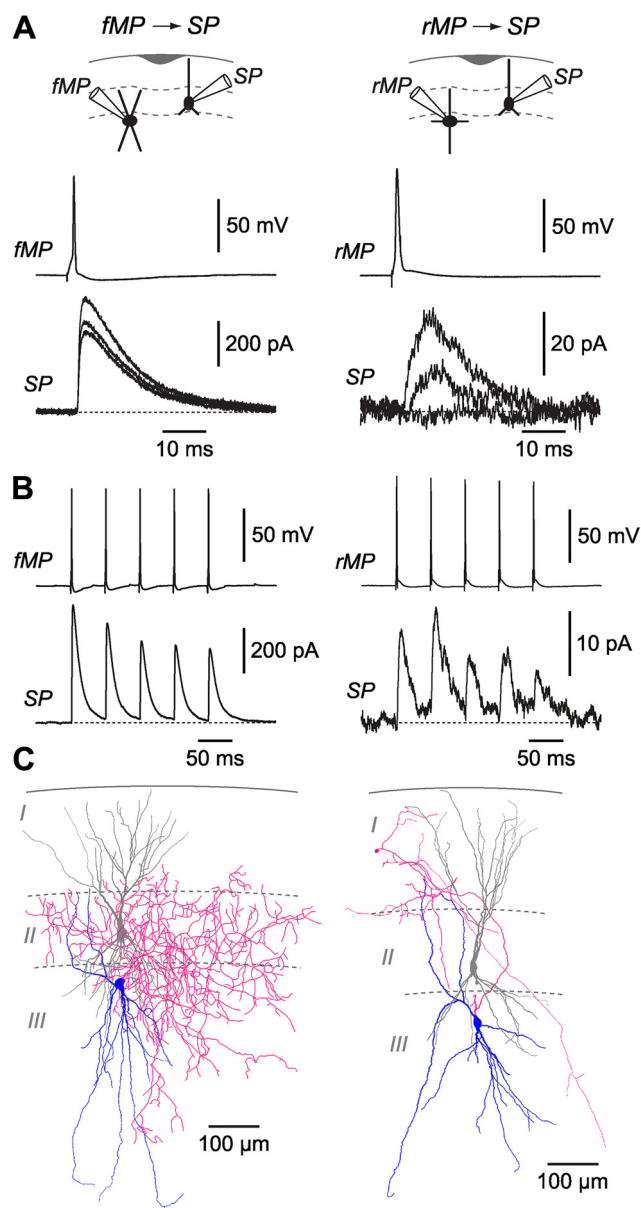 A
fMP → SP
rMP → SP
fMP
SP
rMP
SP
fMP
50 mV
rMP
50 mV
SP
200 pA
SP
20 pA
10 ms
10 ms
B
fMP
50 mV
rMP
50 mV
SP
200 pA
SP
10 pA
50 ms
50 ms
C
I
II
III
100 µm
I
II
III
100 µm